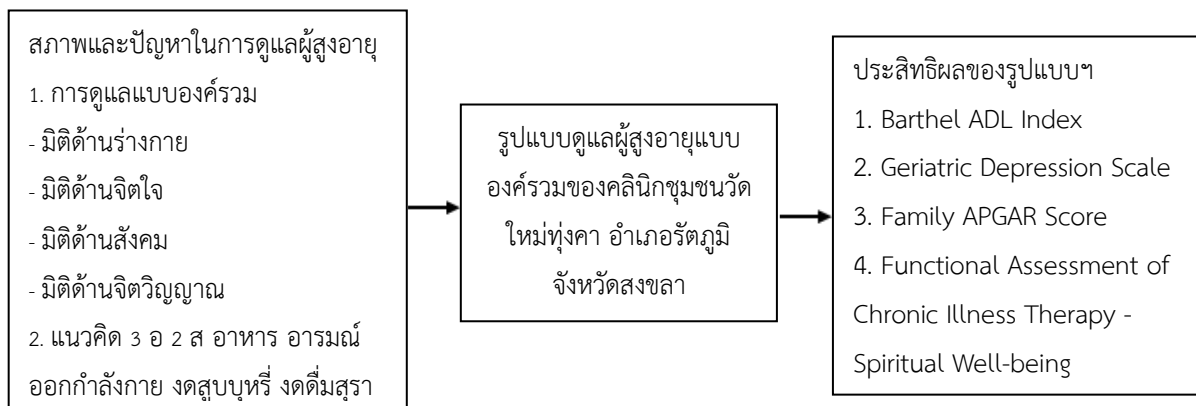 สภาพและปัญหาในการดูแลผู้สูงอายุ
1. การดูแลแบบองค์รวม
- มิติด้านร่างกาย
- มิติด้านจิตใจ
- มิติด้านสังคม
- มิติด้านจิตวิญญาณ
2. แนวคิด 3 อ 2 ส อาหาร อารมณ์
ออกกำลังกาย งดสูบบุหรี่ งดดื่มสุรา
รูปแบบดูแลผู้สูงอายุแบบ
องค์รวมของคลินิกชุมชนวัด
ใหม่ทุ่งคา อำเภอรัตภูมิ
จังหวัดสงขลา
ประสิทธิผลของรูปแบบฯ
1. Barthel ADL Index
2. Geriatric Depression Scale
3. Family APGAR Score
4. Functional Assessment of
Chronic Illness Therapy -
Spiritual Well-being